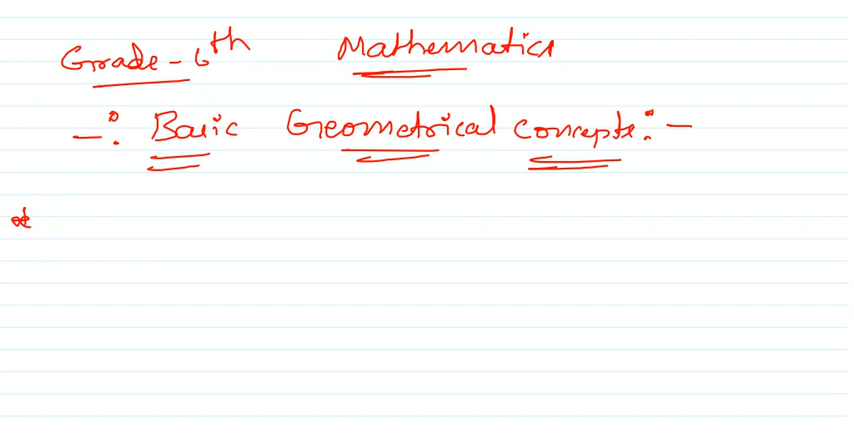 Grade - 6th Mathematics
-: Basic Geometrical Concepts :-
*